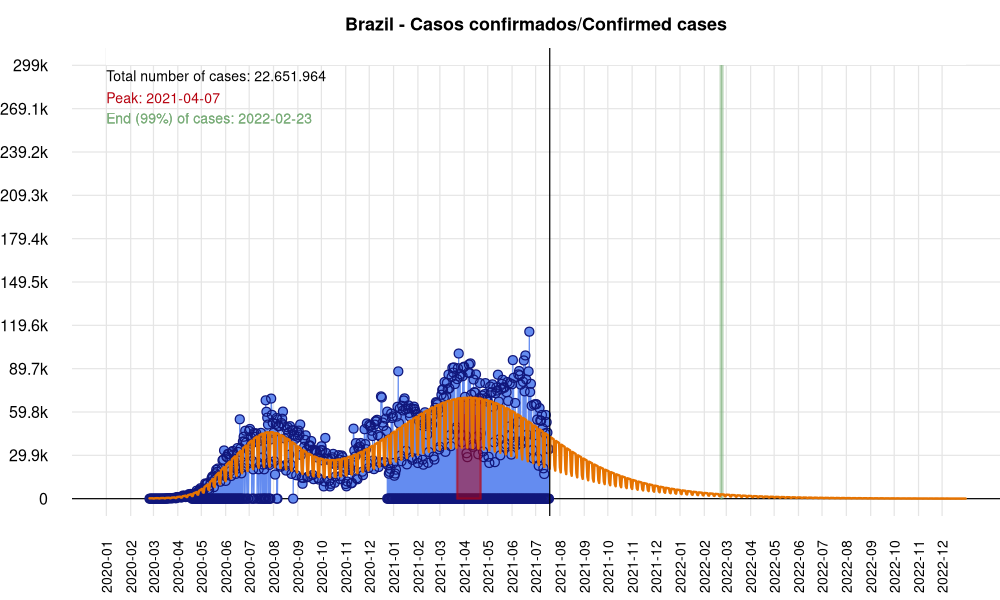 Brazil - Casos confirmados/Confirmed cases
299k
269.1k
239.2k
209.3k
179.4k
149.5k
119.6k
89.7k
59.8k
29.9k
0
Total number of cases: 22.651.964
Peak: 2021-04-07
End (99%) of cases: 2022-02-23
2020-01
2020-02
2020-03
2020-04
2020-05
2020-06
2020-07
2020-08
2020-09
2020-10
2020-11
2020-12
2021-01
2021-02
2021-03
2021-04
2021-05
2021-06
2021-07
2021-08
2021-09
2021-10
2021-11
2021-12
2022-01
2022-02
2022-03
2022-04
2022-05
2022-06
2022-07
2022-08
2022-09
2022-10
2022-11
2022-12